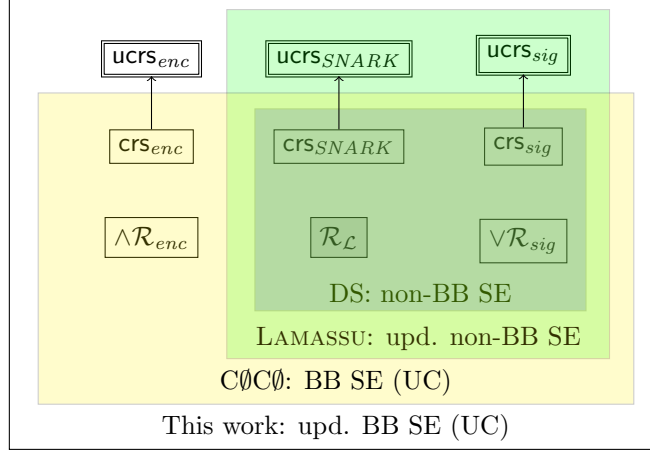 ucrs_enc ucrs_SNARK ucrs_sig
crs_enc crs_SNARK crs_sig
∧ℛ_enc ℛ_ℒ ∨ℛ_sig
DS: non-BB SE
LAMASSU: upd. non-BB SE
C∅C∅: BB SE (UC)
This work: upd. BB SE (UC)